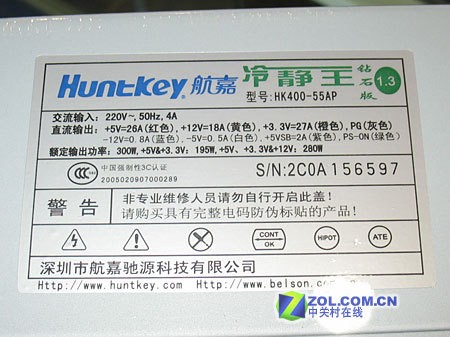 Huntkey 航嘉 冷静王 钻石版 1.3
型号:HK400-55AP
交流输入: 220V~, 50Hz, 4A
直流输出: +5V=26A(红色), +12V=18A(黄色), +3.3V=27A(橙色), PG(灰色)
-12V=0.8A(蓝色), -5V=0.5A(白色), +5VSB=2A(紫色), PS-ON(绿色)
额定输出功率: 300W, +5V&+3.3V: 195W, +5V、+3.3V&+12V: 280W
CCC 中国强制性3C认证
2005020907000289
S/N:2C0A156597
警告
非专业维修人员请勿自行开启此盖!
请购买具有完整电码防伪标贴的产品!
CONT OK HIPOT ATE
深圳市航嘉驰源科技有限公司
Http://www.huntkey.com Http://www.belson.com
ZOL.COM.CN
中关村在线